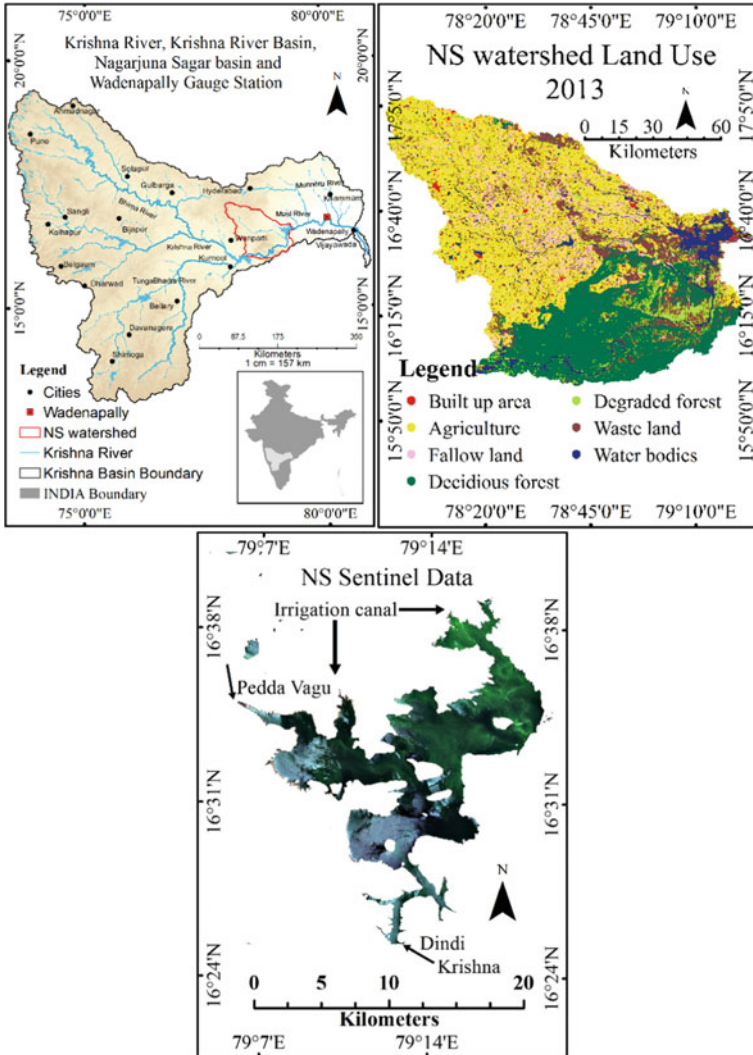 75°0'0"E
80°0'0"E
20°0'0"N
15°0'0"N
20°0'0"N
15°0'0"N
75°0'0"E
80°0'0"E
Krishna River, Krishna River Basin,
Nagarjuna Sagar basin and
Wadenapally Gauge Station
N
Ahmadnagar
Pune
Solapur
Gulbarga
Hyderabad
Munneru River
Khammam
Bhima River
Sangli
Kolhapur
Bijapur
Musi River
Wadenapally
Wanparti
Krishna River
Vijayawada
Kurnool
Belgaum
Dharwad
TungaBhadra River
Bellary
Davanagere
Shimoga
0 87.5 175 350
Kilometers
1 cm = 157 km
Legend
Cities
Wadenapally
NS watershed
Krishna River
Krishna Basin Boundary
INDIA Boundary
78°20'0"E
78°45'0"E
79°10'0"E
17°5'0"N
16°40'0"N
16°15'0"N
15°50'0"N
17°5'0"N
16°40'0"N
16°15'0"N
15°50'0"N
78°20'0"E
78°45'0"E
79°10'0"E
NS watershed Land Use
2013
N
0 15 30 45 60
Kilometers
Legend
Built up area
Agriculture
Fallow land
Decidious forest
Degraded forest
Waste land
Water bodies
79°7'E
79°14'E
NS Sentinel Data
Irrigation canal
Pedda Vagu
16°38'N
16°31'N
16°24'N
16°38'N
16°31'N
16°24'N
N
Dindi
Krishna
0 5 10 20
Kilometers
79°7'E
79°14'E